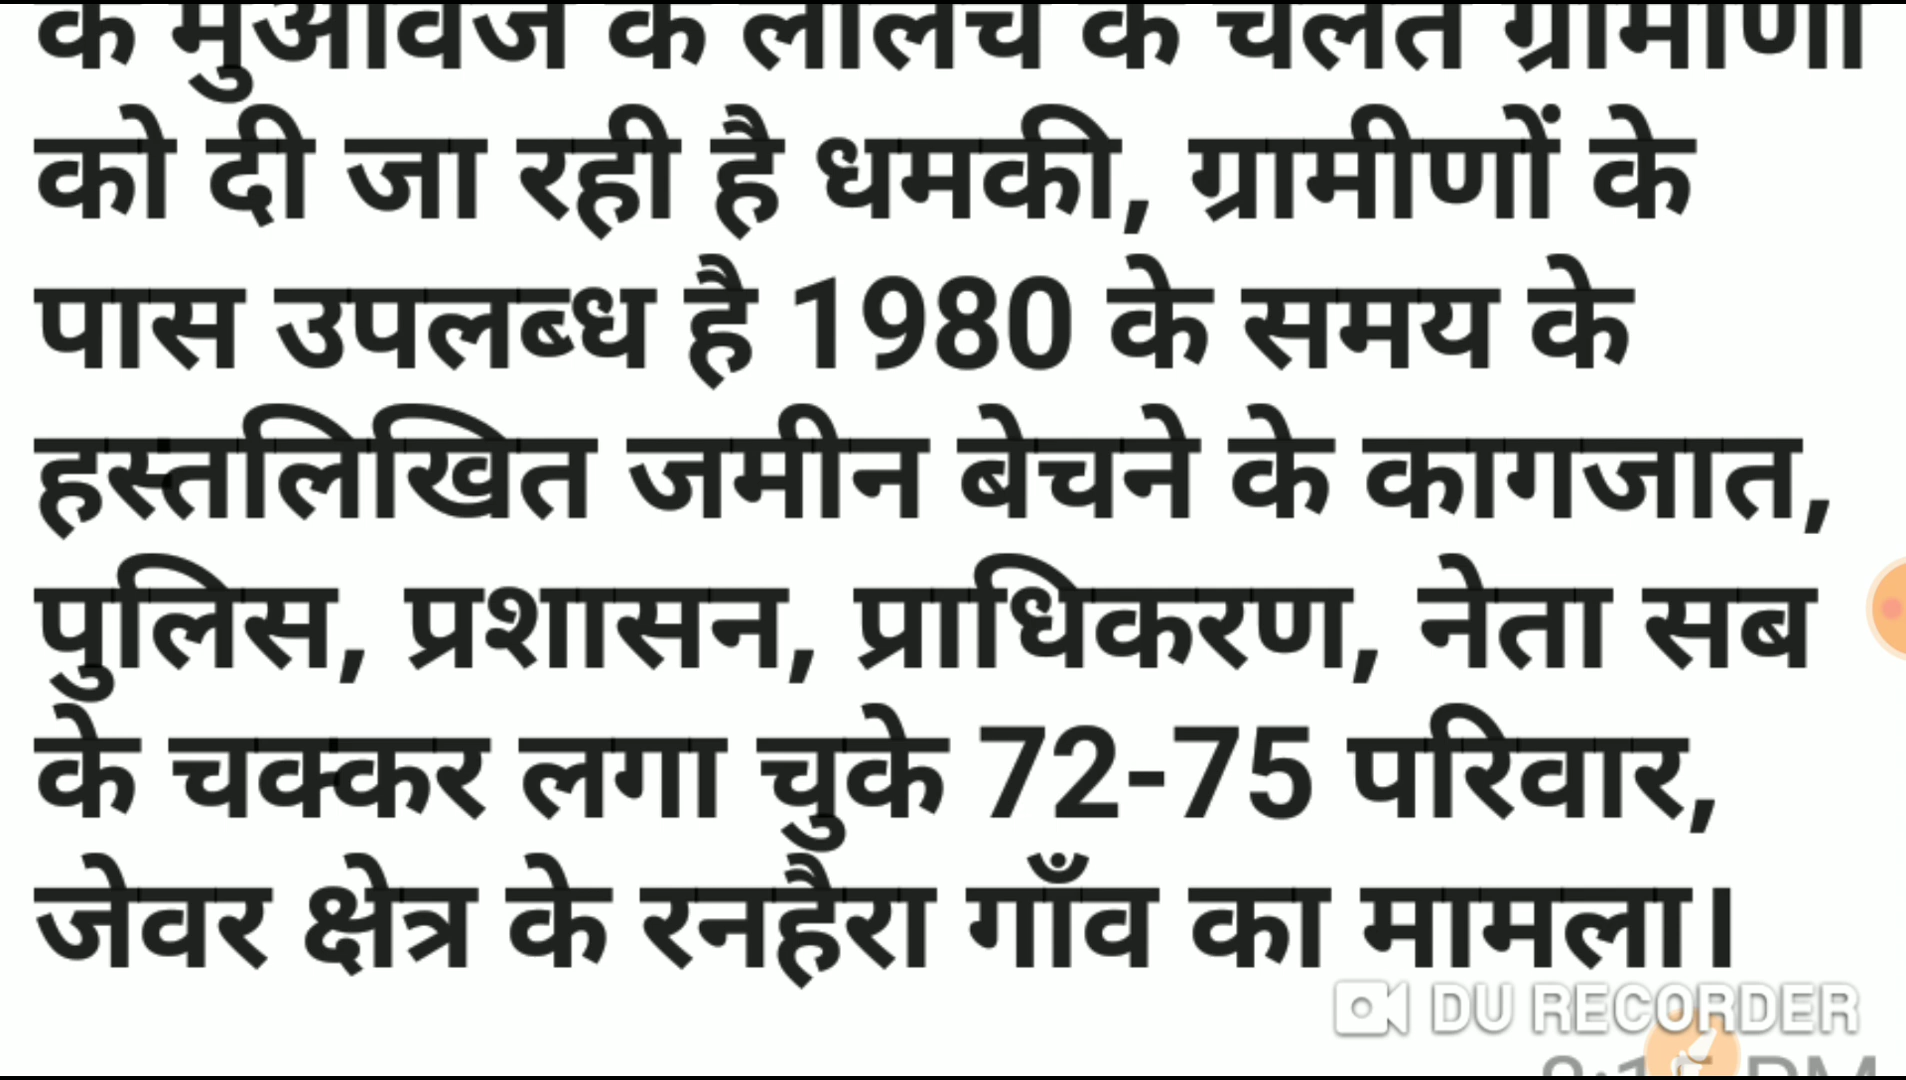 के मुआवजे के लालच के चलते ग्रामीणों
को दी जा रही है धमकी, ग्रामीणों के
पास उपलब्ध है 1980 के समय के
हस्तलिखित जमीन बेचने के कागजात,
पुलिस, प्रशासन, प्राधिकरण, नेता सब
के चक्कर लगा चुके 72-75 परिवार,
जेवर क्षेत्र के रनहैरा गाँव का मामला।
DU RECORDER
PM